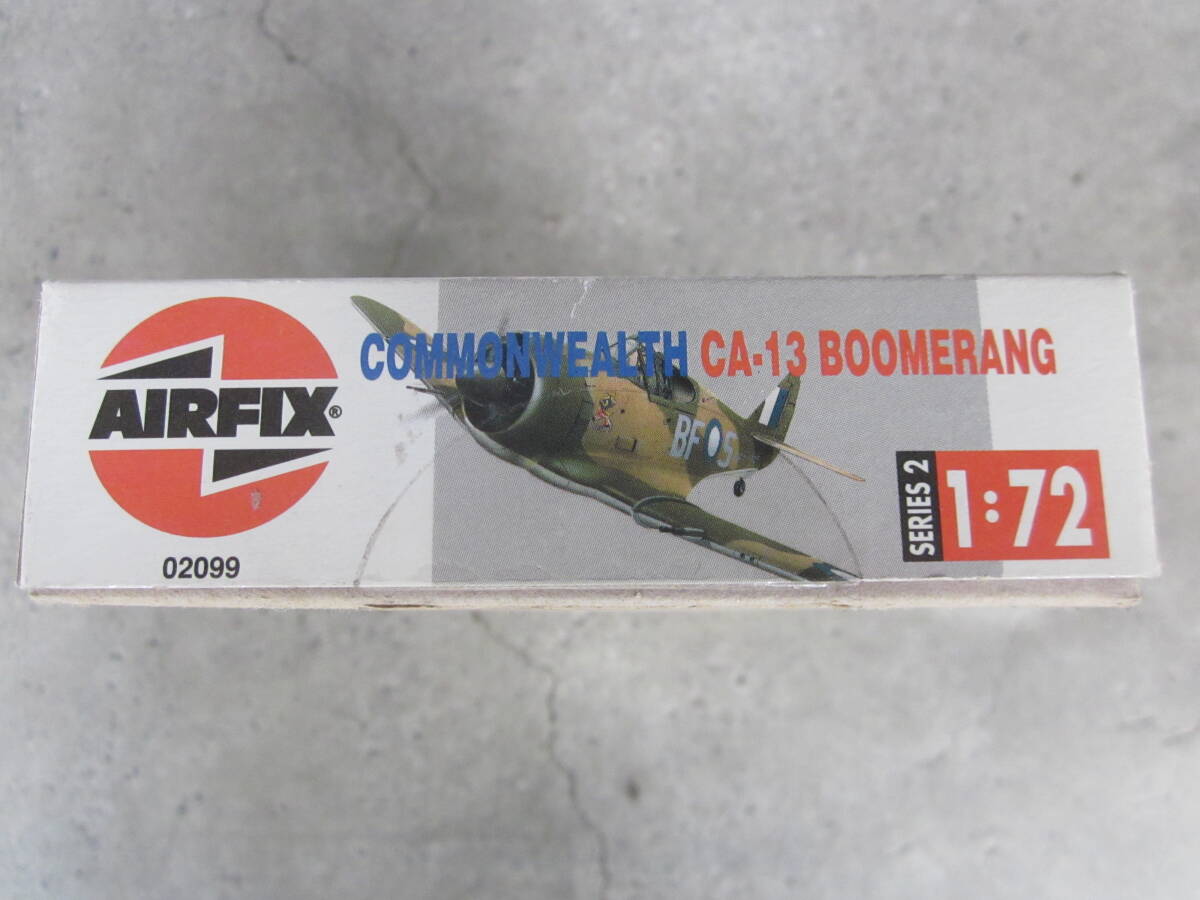 AIRFIX®
02099
COMMONWEALTH CA-13 BOOMERANG
BF S
SERIES 2
1:72